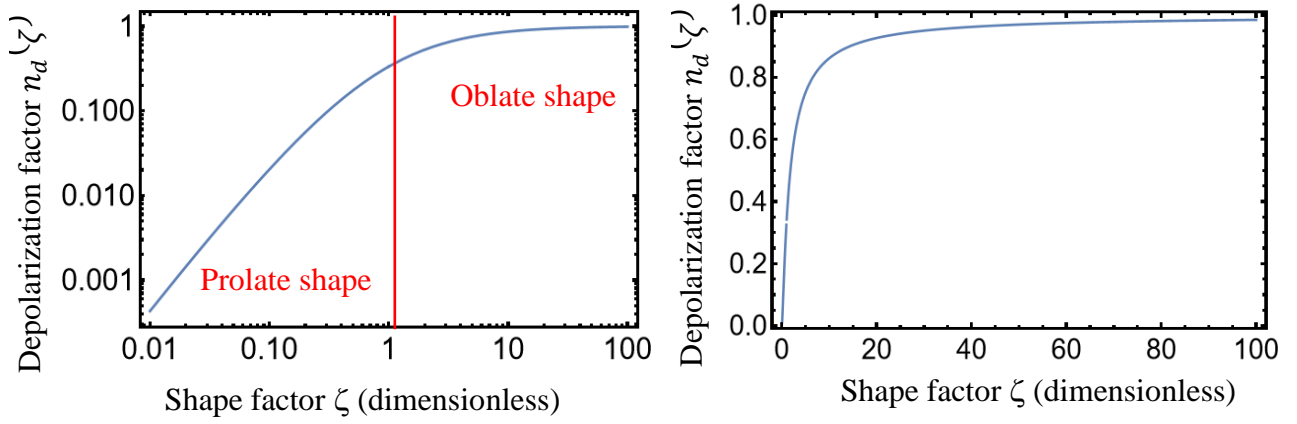 Depolarization factor n_d(ζ)
1
0.100
0.010
0.001
Oblate shape
Prolate shape
0.01 0.10 1 10 100
Shape factor ζ (dimensionless)
Depolarization factor n_d(ζ)
1.0
0.8
0.6
0.4
0.2
0.0
0 20 40 60 80 100
Shape factor ζ (dimensionless)